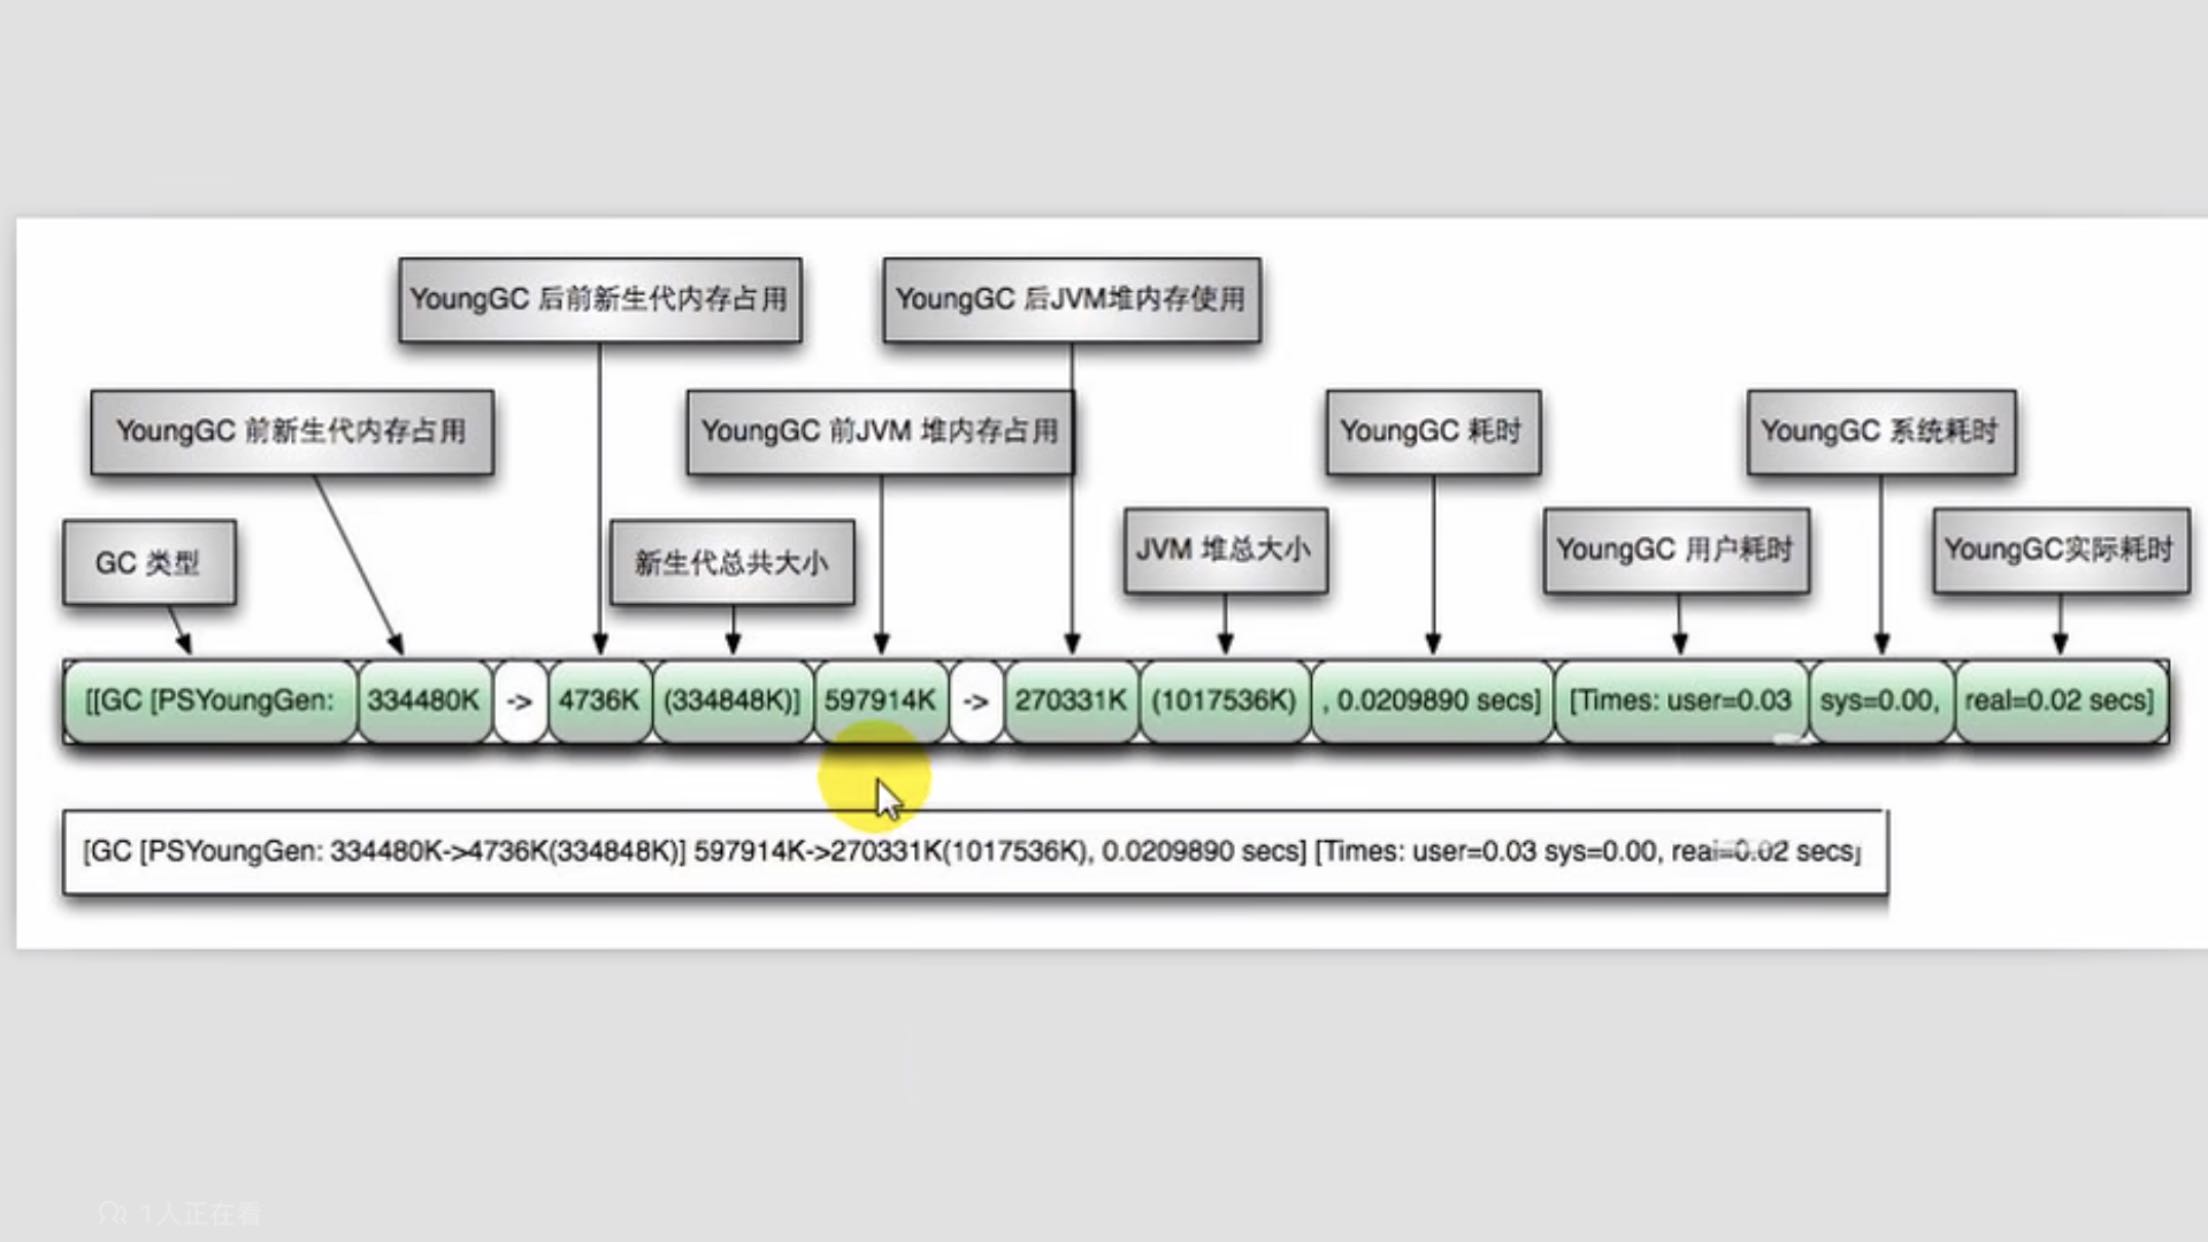 YoungGC 后前新生代内存占用
YoungGC 后JVM堆内存使用
YoungGC 前新生代内存占用
YoungGC 前JVM 堆内存占用
YoungGC 耗时
YoungGC 系统耗时
GC 类型
新生代总共大小
JVM 堆总大小
YoungGC 用户耗时
YoungGC实际耗时
[[GC [PSYoungGen: 334480K -> 4736K (334848K)] 597914K -> 270331K (1017536K) , 0.0209890 secs] [Times: user=0.03 sys=0.00, real=0.02 secs]
[GC [PSYoungGen: 334480K->4736K(334848K)] 597914K->270331K(1017536K), 0.0209890 secs] [Times: user=0.03 sys=0.00, real=0.02 secs]
1人正在看